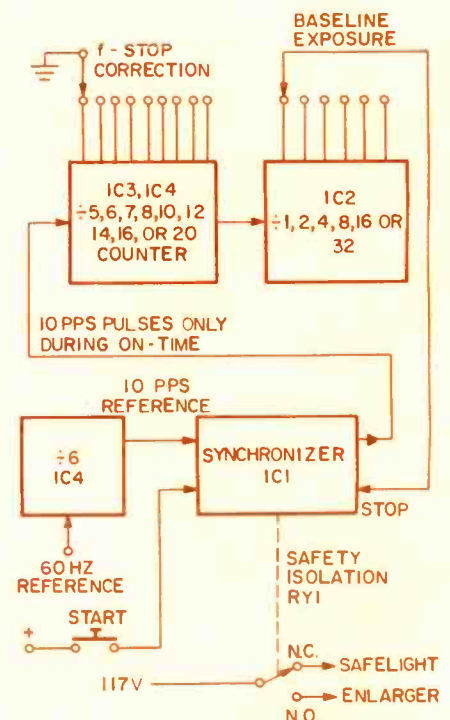 BASELINE
EXPOSURE
f - STOP
CORRECTION
IC3, IC4
÷5,6,7,8,10,12
14,16, OR 20
COUNTER
IC2
÷1, 2, 4, 8, 16 OR
32
10 PPS PULSES ONLY
DURING ON-TIME
10 PPS
REFERENCE
÷6
IC4
SYNCHRONIZER
IC1
STOP
60 HZ
REFERENCE
START
+
SAFETY
ISOLATION
RY1
117V
N.C.
SAFELIGHT
ENLARGER
N.O.